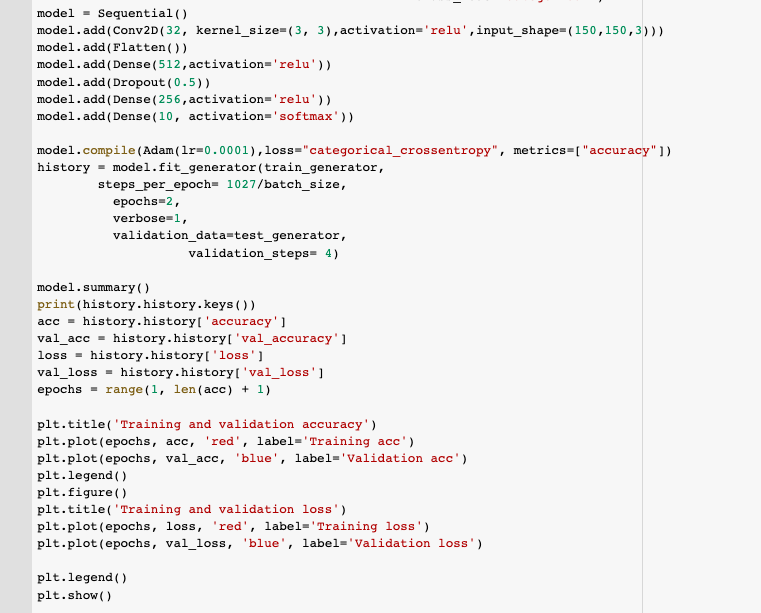 model = Sequential()
model.add(Conv2D(32, kernel_size=(3, 3),activation='relu',input_shape=(150,150,3)))
model.add(Flatten())
model.add(Dense(512,activation='relu'))
model.add(Dropout(0.5))
model.add(Dense(256,activation='relu'))
model.add(Dense(10, activation='softmax'))
model.compile(Adam(lr=0.0001),loss="categorical_crossentropy", metrics=["accuracy"])
history = model.fit_generator(train_generator,
steps_per_epoch= 1027/batch_size,
epochs=2,
verbose=1,
validation_data=test_generator,
validation_steps= 4)
model.summary()
print(history.history.keys())
acc = history.history['accuracy']
val_acc = history.history['val_accuracy']
loss = history.history['loss']
val_loss = history.history['val_loss']
epochs = range(1, len(acc) + 1)
plt.title('Training and validation accuracy')
plt.plot(epochs, acc, 'red', label='Training acc')
plt.plot(epochs, val_acc, 'blue', label='Validation acc')
plt.legend()
plt.figure()
plt.title('Training and validation loss')
plt.plot(epochs, loss, 'red', label='Training loss')
plt.plot(epochs, val_loss, 'blue', label='Validation loss')
plt.legend()
plt.show()